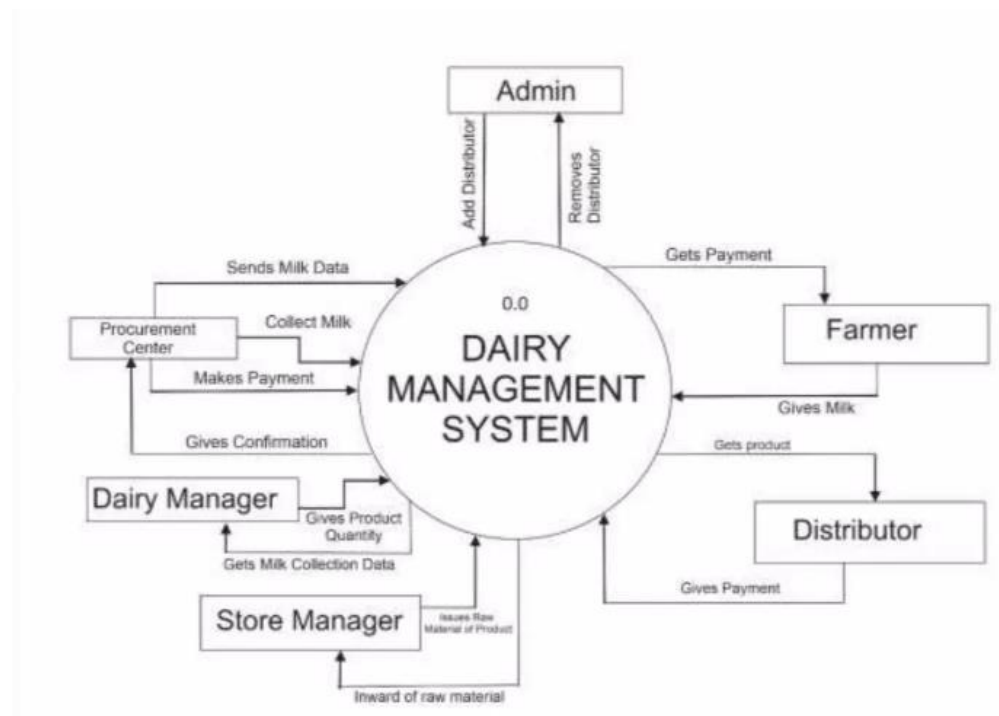 Admin
Add Distributor
Removes
Distributor
Gets Payment
Sends Milk Data
0.0
Procurement
Center
Collect Milk
Farmer
DAIRY
MANAGEMENT
SYSTEM
Makes Payment
Gives Milk
Gives Confirmation
Gets product
Dairy Manager
Gives Product
Quantity
Distributor
Gets Milk Collection Data
Gives Payment
Store Manager
Issues Raw
Material of Product
Inward of raw material